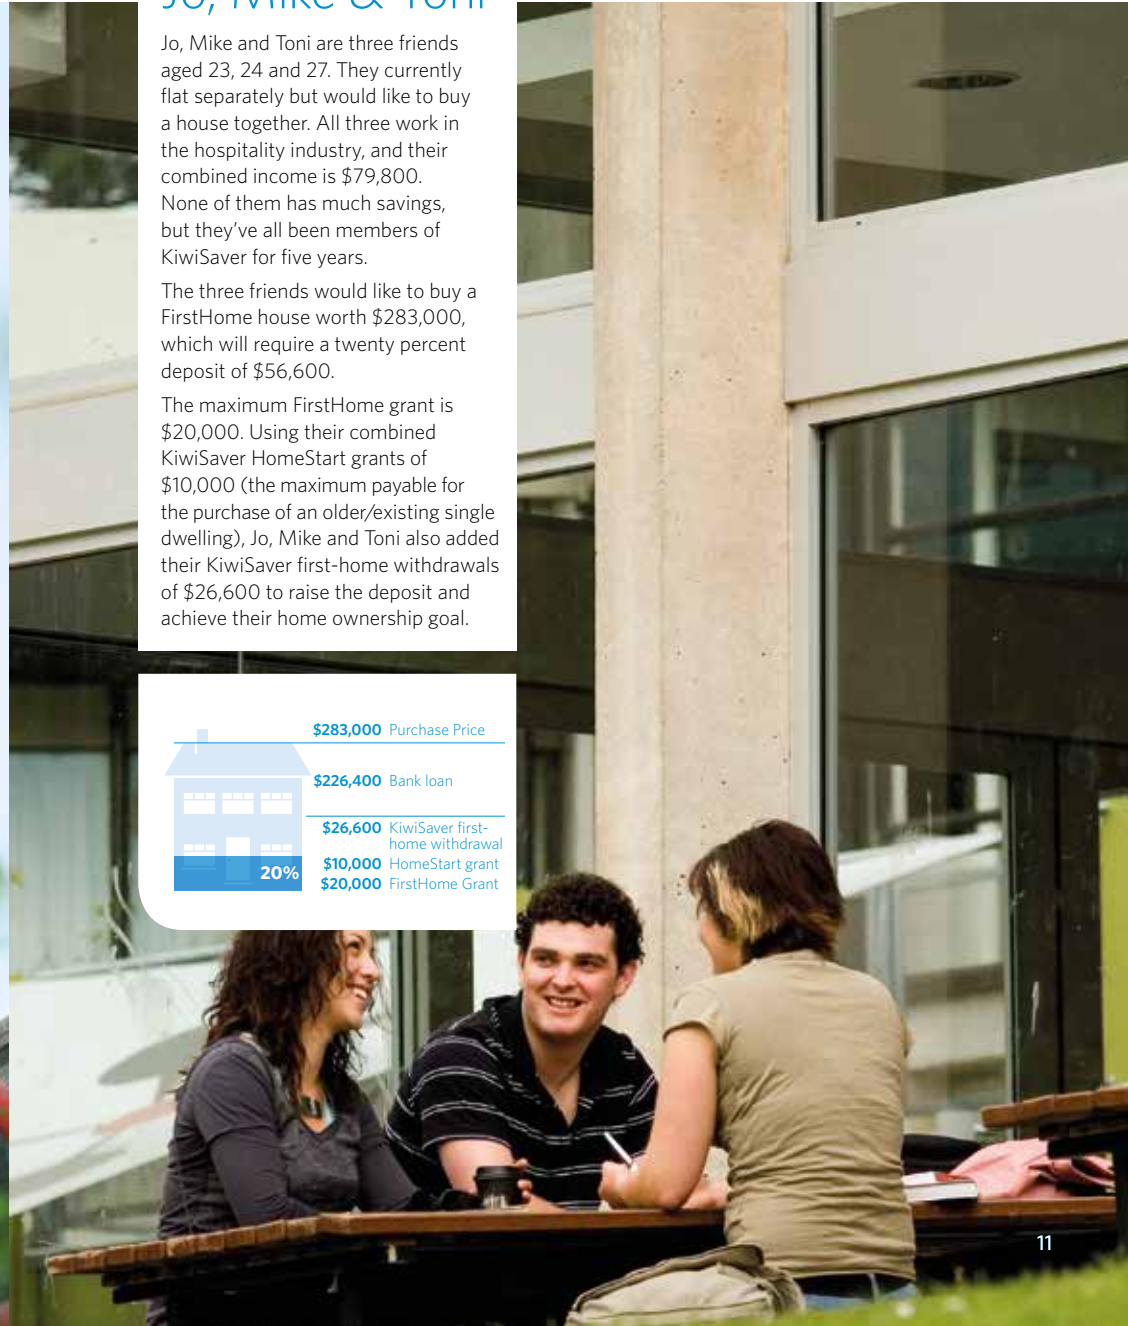 Jo, Mike & Toni
Jo, Mike and Toni are three friends
aged 23, 24 and 27. They currently
flat separately but would like to buy
a house together. All three work in
the hospitality industry, and their
combined income is $79,800.
None of them has much savings,
but they’ve all been members of
KiwiSaver for five years.
The three friends would like to buy a
FirstHome house worth $283,000,
which will require a twenty percent
deposit of $56,600.
The maximum FirstHome grant is
$20,000. Using their combined
KiwiSaver HomeStart grants of
$10,000 (the maximum payable for
the purchase of an older/existing single
dwelling), Jo, Mike and Toni also added
their KiwiSaver first-home withdrawals
of $26,600 to raise the deposit and
achieve their home ownership goal.
$283,000 Purchase Price
$226,400 Bank loan
$26,600 KiwiSaver first-
home withdrawal
$10,000 HomeStart grant
20%
$20,000 FirstHome Grant
11